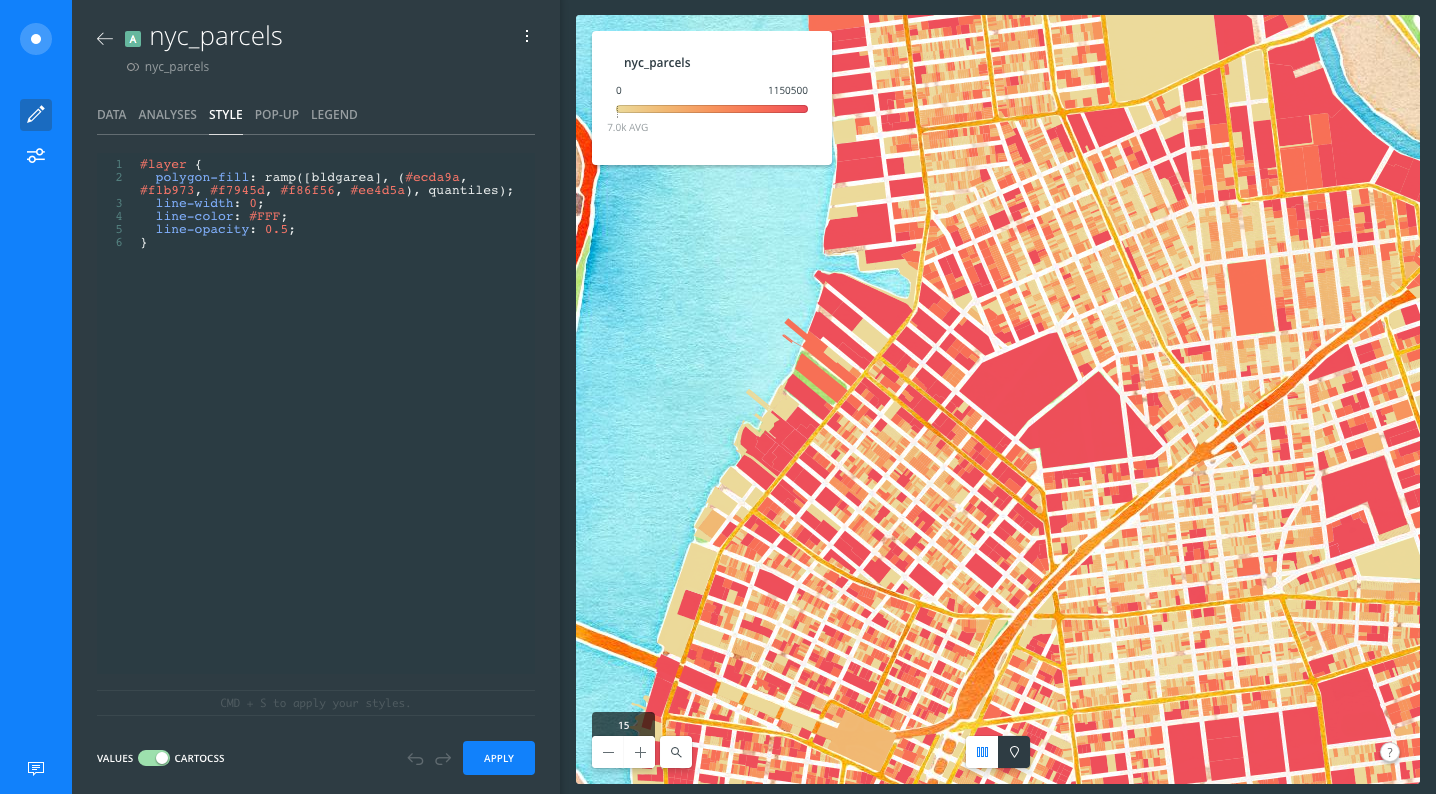 A nyc_parcels
nyc_parcels
DATA ANALYSES STYLE POP-UP LEGEND
1 #layer {
2 polygon-fill: ramp([bldgarea], (#ecda9a,
#f1b973, #f7945d, #f86f56, #ee4d5a), quantiles);
3 line-width: 0;
4 line-color: #FFF;
5 line-opacity: 0.5;
6 }
CMD + S to apply your styles.
VALUES CARTOCSS APPLY
nyc_parcels
0 1150500
7.0k AVG
15
?